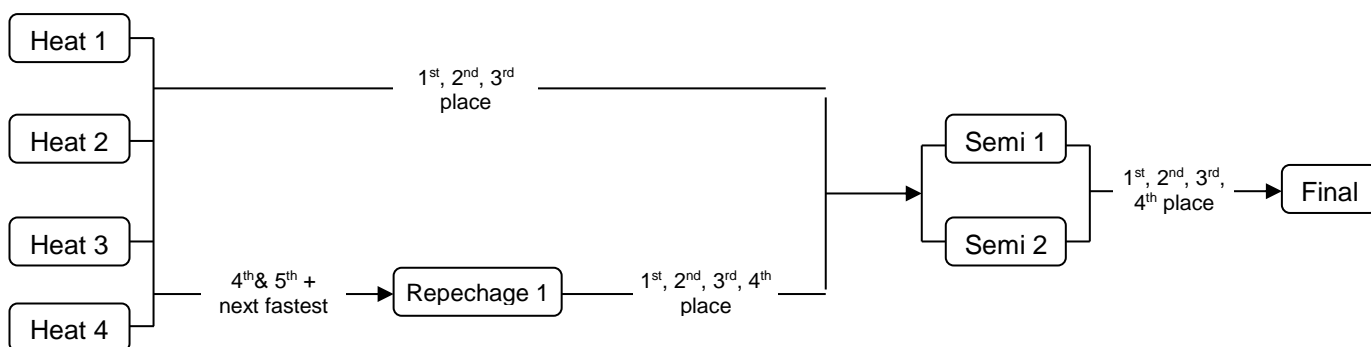 Heat 1
1st, 2nd, 3rd
place
Heat 2
Semi 1
1st, 2nd, 3rd,
4th place
Final
Heat 3
Semi 2
4th& 5th +
next fastest
Repechage 1
1st, 2nd, 3rd, 4th
place
Heat 4